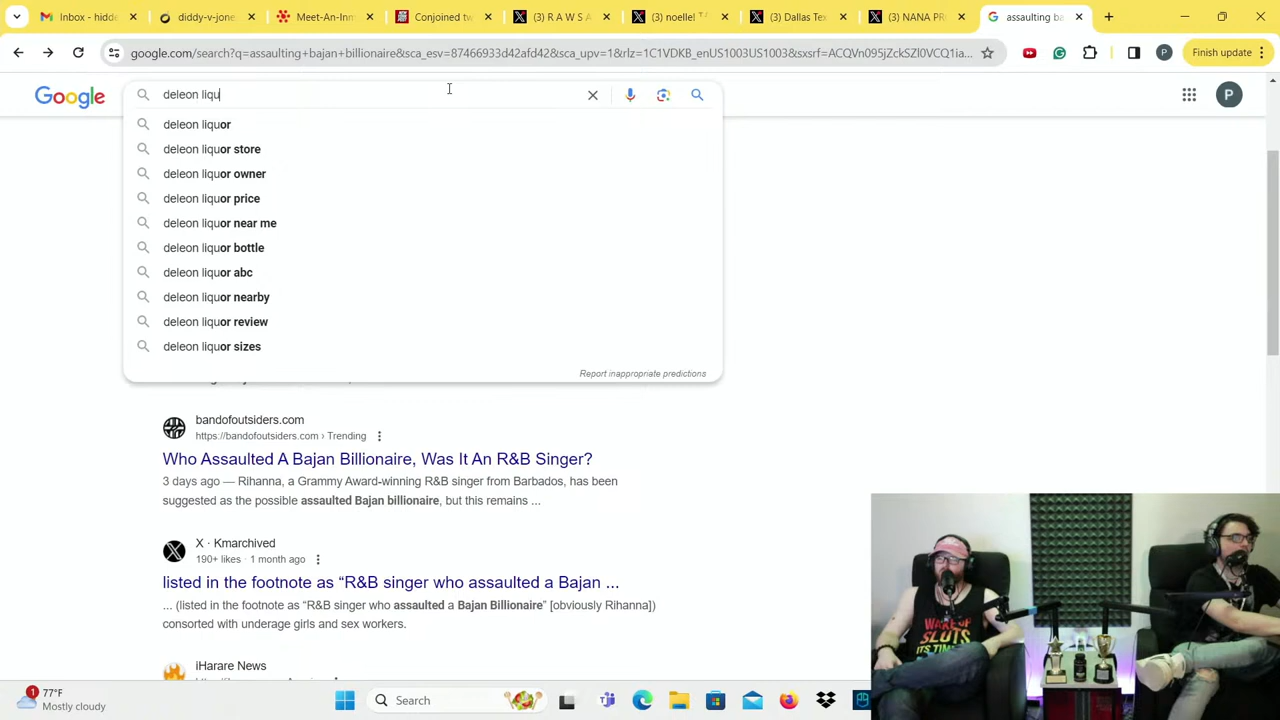 Inbox - hidde
diddy-v-jone
Meet-An-Inm
Conjoined tw
(3) R A W S A
(3) noelle!
(3) Dallas Tex
(3) NANA PR
assaulting ba
google.com/search?q=assaulting+bajan+billionaire&sca_esv=87466933d42afd42&sca_upv=1&rlz=1C1VDKB_enUS1003US1003&sxsrf=ACQVn095jZckSZl0VCQ1ia...
P
Finish update
Google
deleon liqu
P
deleon liquor
deleon liquor store
deleon liquor owner
deleon liquor price
deleon liquor near me
deleon liquor bottle
deleon liquor abc
deleon liquor nearby
deleon liquor review
deleon liquor sizes
Report inappropriate predictions
bandofoutsiders.com
https://bandofoutsiders.com › Trending
Who Assaulted A Bajan Billionaire, Was It An R&B Singer?
3 days ago — Rihanna, a Grammy Award-winning R&B singer from Barbados, has been
suggested as the possible assaulted Bajan billionaire, but this remains ...
X · Kmarchived
190+ likes · 1 month ago
listed in the footnote as “R&B singer who assaulted a Bajan ...
... (listed in the footnote as “R&B singer who assaulted a Bajan Billionaire” [obviously Rihanna])
consorted with underage girls and sex workers.
iHarare News
WAKE UP
SLUTS
ITS TIM
1
77°F
Mostly cloudy
Search